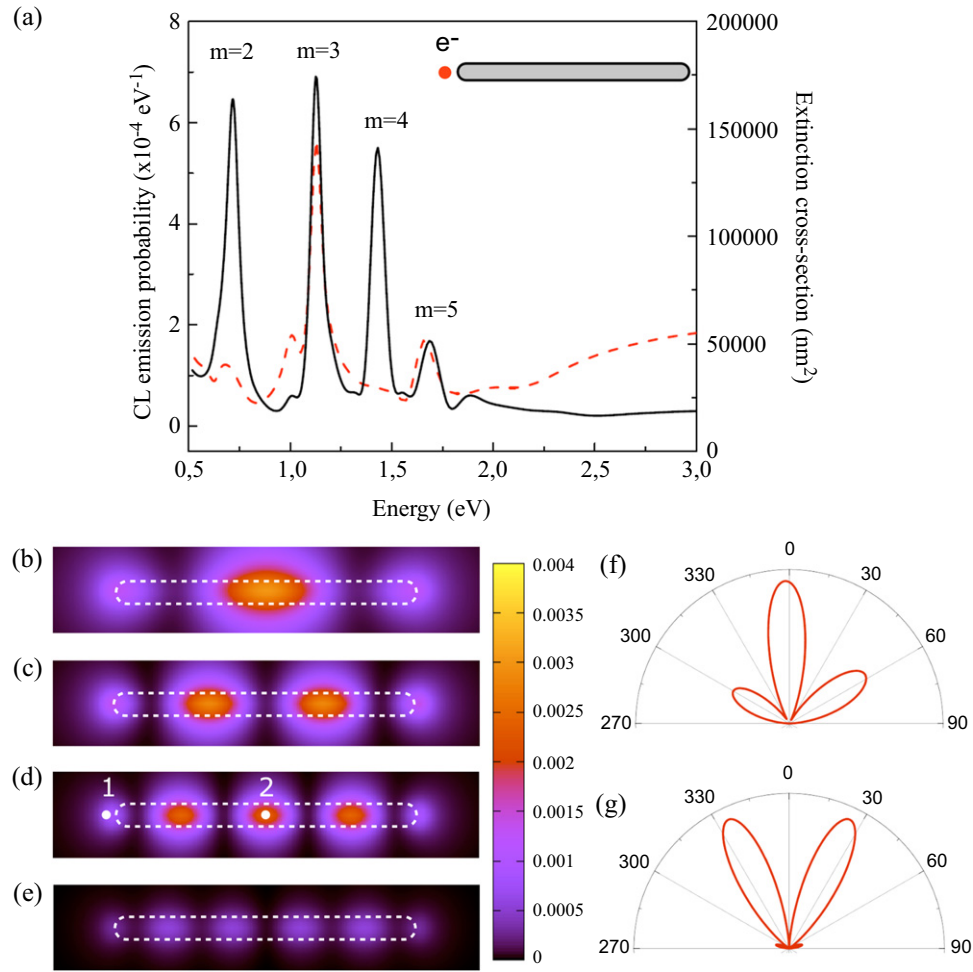 (a)
CL emission probability (x10⁻⁴ eV⁻¹)
8
6
4
2
0
m=2
m=3
m=4
m=5
e⁻
200000
150000
100000
50000
0
Extinction cross-section (nm²)
0,5
1,0
1,5
2,0
2,5
3,0
Energy (eV)
(b)
(c)
(d)
1
2
(e)
0.004
0.0035
0.003
0.0025
0.002
0.0015
0.001
0.0005
0
(f)
0
330
30
300
60
270
90
(g)
0
330
30
300
60
270
90